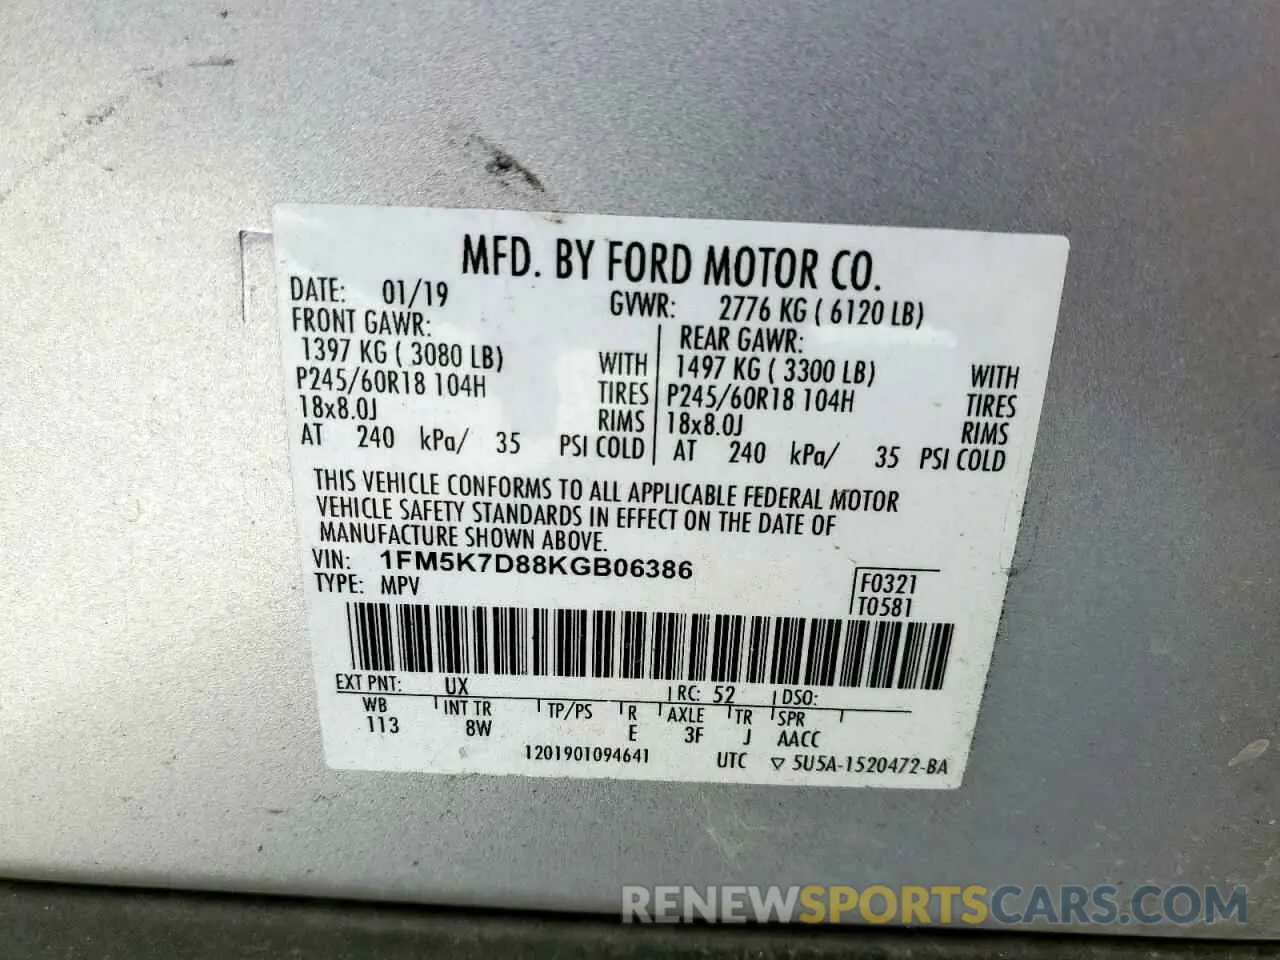 MFD. BY FORD MOTOR CO.
DATE: 01/19 GVWR: 2776 KG ( 6120 LB)
FRONT GAWR: REAR GAWR:
1397 KG ( 3080 LB) WITH 1497 KG ( 3300 LB) WITH
P245/60R18 104H TIRES P245/60R18 104H TIRES
18x8.0J RIMS 18x8.0J RIMS
AT 240 kPa/ 35 PSI COLD AT 240 kPa/ 35 PSI COLD
THIS VEHICLE CONFORMS TO ALL APPLICABLE FEDERAL MOTOR
VEHICLE SAFETY STANDARDS IN EFFECT ON THE DATE OF
MANUFACTURE SHOWN ABOVE.
VIN: 1FM5K7D88KGB06386 F0321
TYPE: MPV T0581
EXT PNT: UX RC: 52 DSO:
WB INT TR TP/PS R AXLE TR SPR
113 8W E 3F J AACC
1201901094641 UTC ▽ 5U5A-1520472-BA
RENEWSPORTSCARS.COM